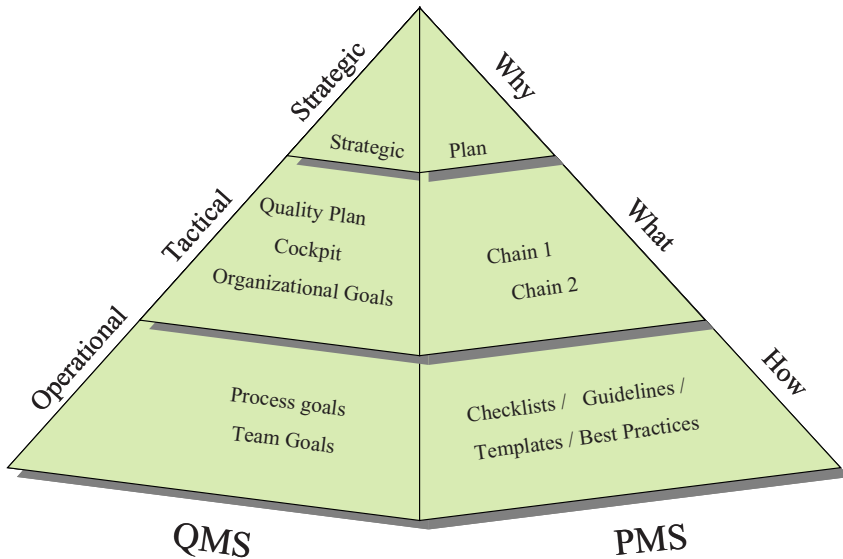 Strategic
Why
Strategic Plan
Tactical
What
Quality Plan
Cockpit
Organizational Goals
Chain 1
Chain 2
Operational
How
Process goals
Team Goals
Checklists / Guidelines /
Templates / Best Practices
QMS
PMS